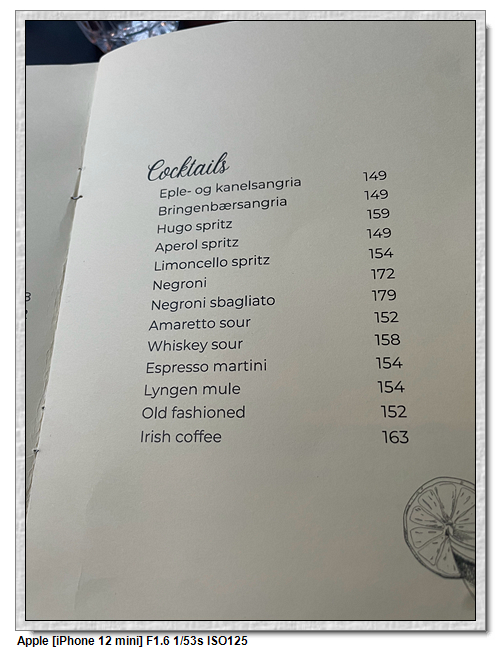 Cocktails
Eple- og kanelsangria 149
Bringenbærsangria 149
Hugo spritz 159
Aperol spritz 149
Limoncello spritz 154
Negroni 172
Negroni sbagliato 179
Amaretto sour 152
Whiskey sour 158
Espresso martini 154
Lyngen mule 154
Old fashioned 152
Irish coffee 163
Apple [iPhone 12 mini] F1.6 1/53s ISO125